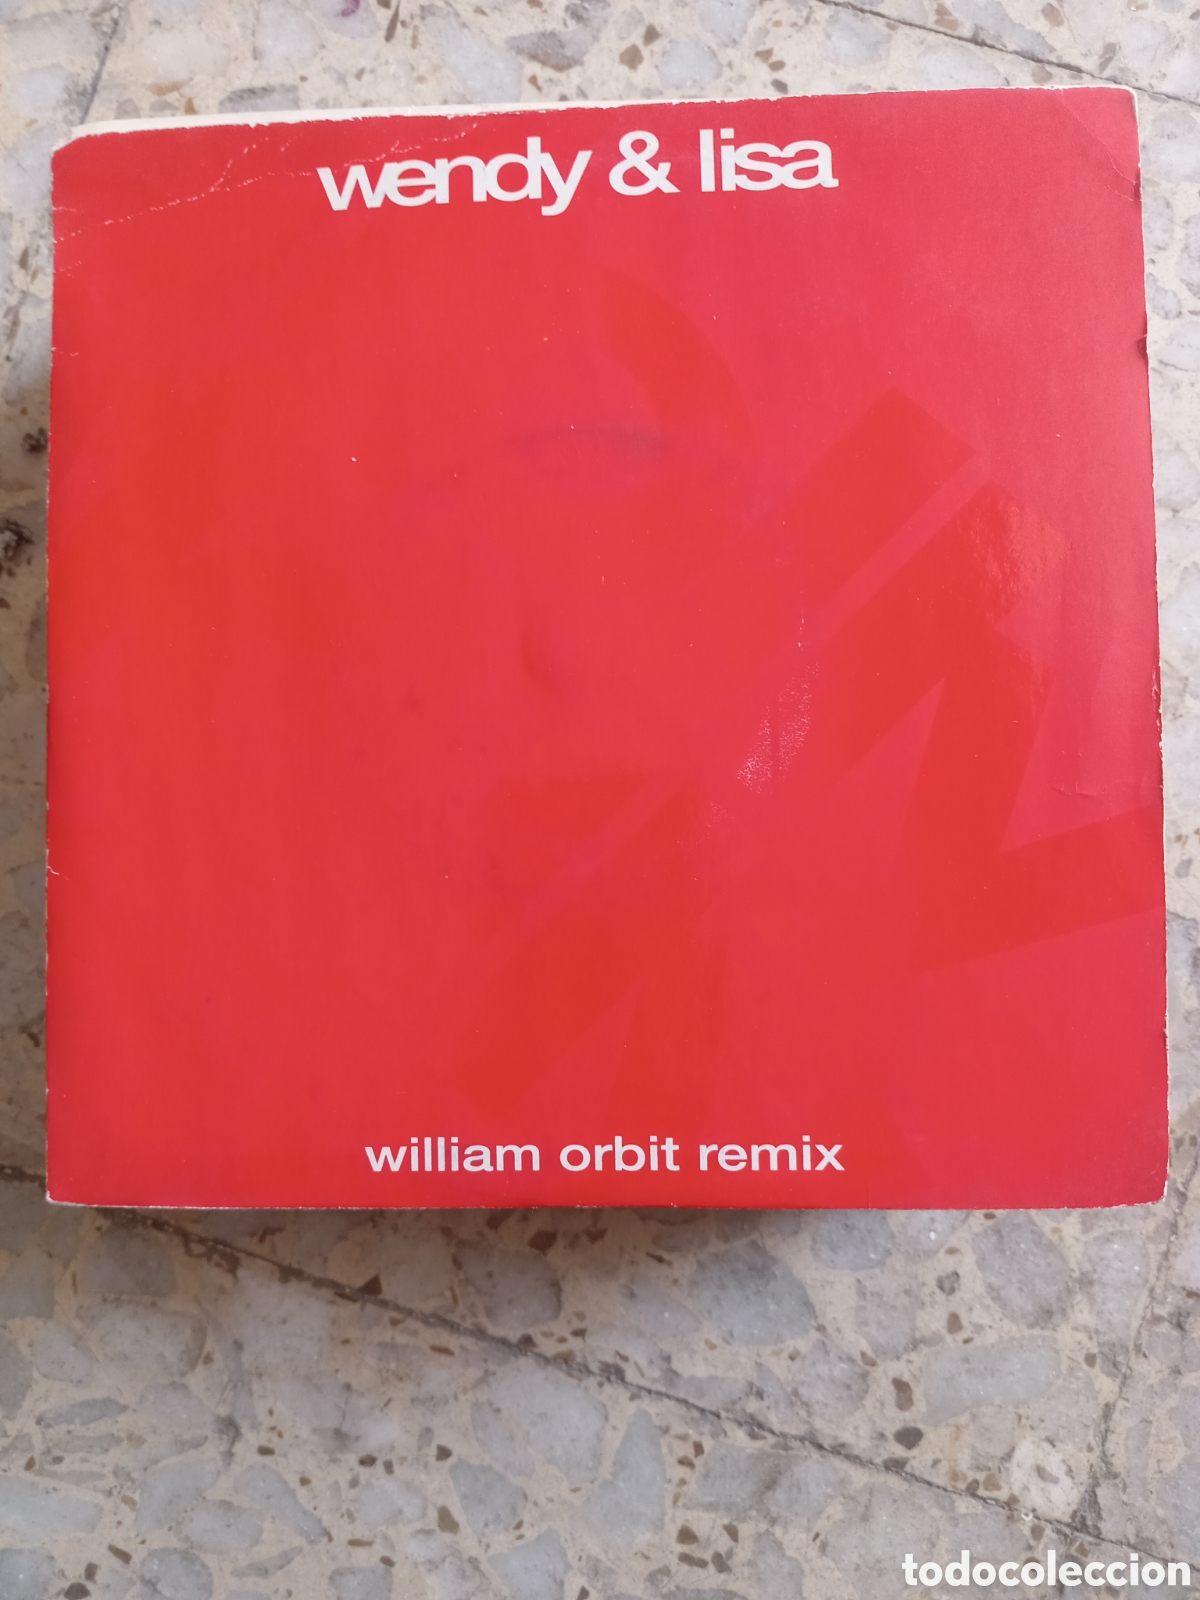 wendy & lisa
william orbit remix
todocoleccion